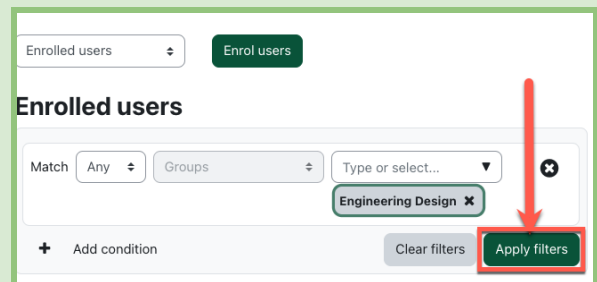 Enrolled users
Enrol users
Enrolled users
Match Any Groups Type or select...
Engineering Design
Add condition
Clear filters
Apply filters